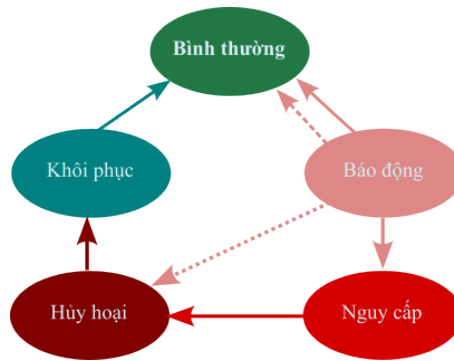 Bình thường
Khôi phục
Báo động
Hủy hoại
Nguy cấp